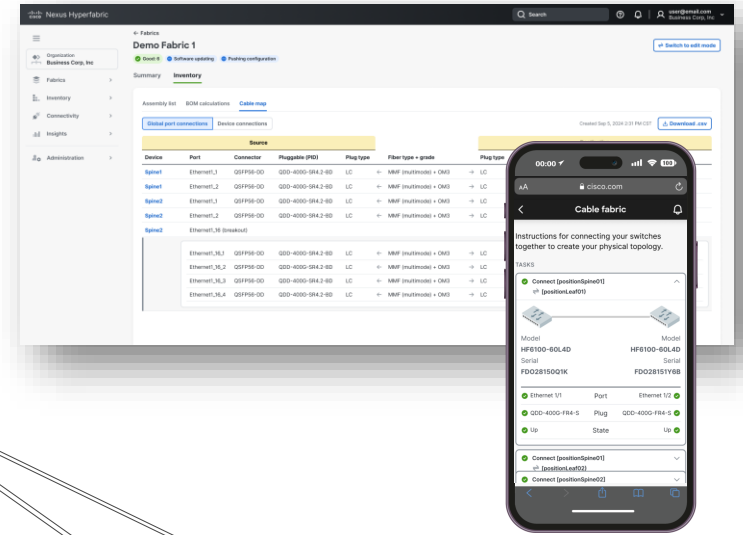 cisco Nexus Hyperfabric
Search
user@email.com
Business Corp, Inc
Organization
Business Corp, Inc
Fabrics
Inventory
Connectivity
Insights
Administration
← Fabrics
Demo Fabric 1
Switch to edit mode
Good: 6 Software updating Pushing configuration
Summary Inventory
Assembly list BOM calculations Cable map
Global port connections Device connections
Created Sep 5, 2024 3:31 PM CST Download .csv
Source
Device Port Connector Pluggable (PID) Plug type Fiber type + grade Plug type
Spine1 Ethernet1_1 QSFP56-DD QDD-400G-SR4.2-BD LC ← MMF (multimode) + OM3 → LC
Spine1 Ethernet1_2 QSFP56-DD QDD-400G-SR4.2-BD LC ← MMF (multimode) + OM3 → LC
Spine2 Ethernet1_1 QSFP56-DD QDD-400G-SR4.2-BD LC ← MMF (multimode) + OM3 → LC
Spine2 Ethernet1_2 QSFP56-DD QDD-400G-SR4.2-BD LC ← MMF (multimode) + OM3 → LC
Spine2 Ethernet1_16 (breakout)
Ethernet1_16_1 QSFP56-DD QDD-400G-SR4.2-BD LC ← MMF (multimode) + OM3 → LC
Ethernet1_16_2 QSFP56-DD QDD-400G-SR4.2-BD LC ← MMF (multimode) + OM3 → LC
Ethernet1_16_3 QSFP56-DD QDD-400G-SR4.2-BD LC ← MMF (multimode) + OM3 → LC
Ethernet1_16_4 QSFP56-DD QDD-400G-SR4.2-BD LC ← MMF (multimode) + OM3 → LC
00:00 100
AA cisco.com
Cable fabric
Instructions for connecting your switches
together to create your physical topology.
TASKS
Connect [positionSpine01]
⇄ [positionLeaf01]
Model Model
HF6100-60L4D HF6100-60L4D
Serial Serial
FDO28150Q1K FDO28151Y6B
Ethernet 1/1 Port Ethernet 1/2
QDD-400G-FR4-S Plug QDD-400G-FR4-S
Up State Up
Connect [positionSpine01]
⇄ [positionLeaf02]
Connect [positionSpine02]